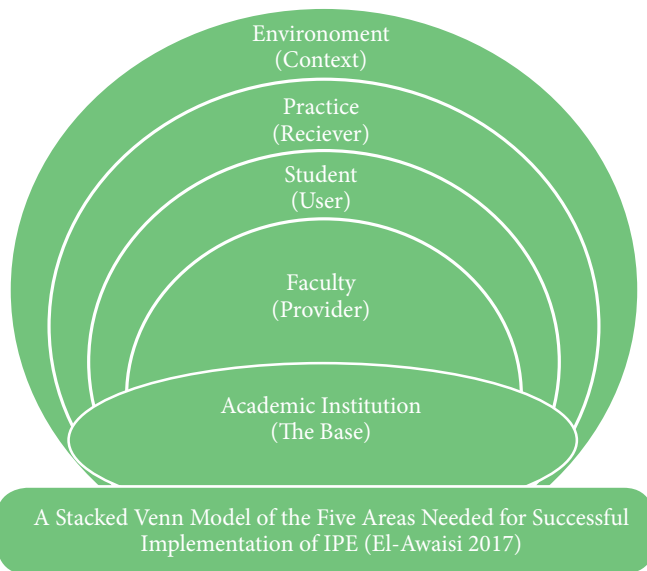 Environoment
(Context)
Practice
(Reciever)
Student
(User)
Faculty
(Provider)
Academic Institution
(The Base)
A Stacked Venn Model of the Five Areas Needed for Successful
Implementation of IPE (El-Awaisi 2017)